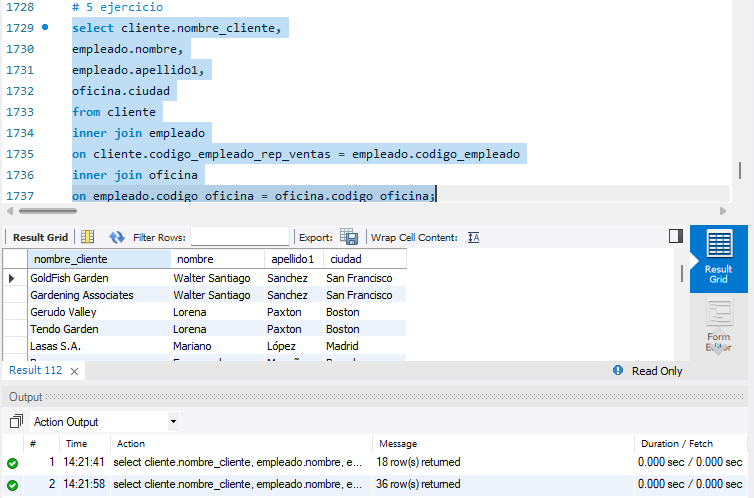 1728 # 5 ejercicio
1729 select cliente.nombre_cliente,
1730 empleado.nombre,
1731 empleado.apellido1,
1732 oficina.ciudad
1733 from cliente
1734 inner join empleado
1735 on cliente.codigo_empleado_rep_ventas = empleado.codigo_empleado
1736 inner join oficina
1737 on empleado.codigo_oficina = oficina.codigo_oficina;
Result Grid Filter Rows: Export: Wrap Cell Content:
nombre_cliente nombre apellido1 ciudad
GoldFish Garden Walter Santiago Sanchez San Francisco
Gardening Associates Walter Santiago Sanchez San Francisco
Gerudo Valley Lorena Paxton Boston
Tendo Garden Lorena Paxton Boston
Lasas S.A. Mariano López Madrid
Result
Grid
Form
Editor
Result 112 Read Only
Output
Action Output
# Time Action Message Duration / Fetch
1 14:21:41 select cliente.nombre_cliente, empleado.nombre, e... 18 row(s) returned 0.000 sec / 0.000 sec
2 14:21:58 select cliente.nombre_cliente, empleado.nombre, e... 36 row(s) returned 0.000 sec / 0.000 sec